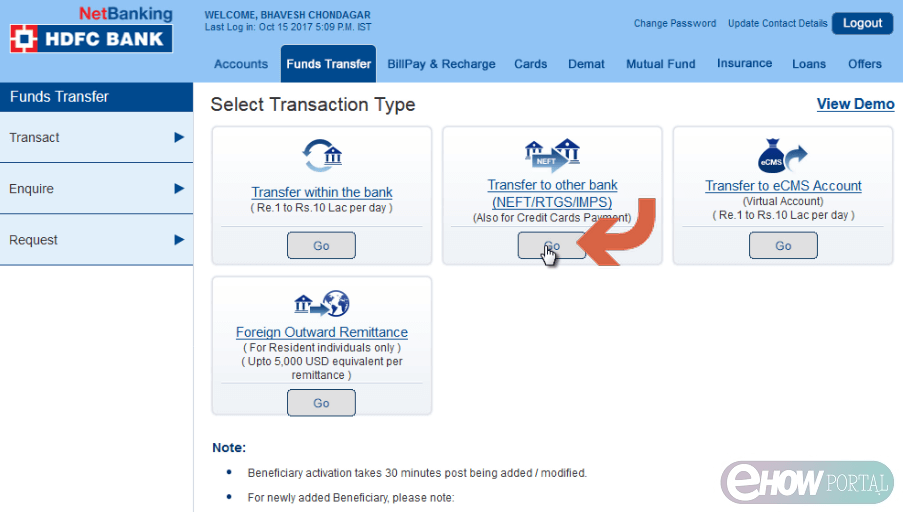 NetBanking
HDFC BANK
WELCOME, BHAVESH CHONDAGAR
Last Log in: Oct 15 2017 5:09 P.M. IST
Change Password Update Contact Details Logout
Accounts Funds Transfer BillPay & Recharge Cards Demat Mutual Fund Insurance Loans Offers
Funds Transfer
Transact
Enquire
Request
Select Transaction Type
View Demo
Transfer within the bank
( Re.1 to Rs.10 Lac per day )
Go
NEFT
Transfer to other bank
(NEFT/RTGS/IMPS)
(Also for Credit Cards Payment)
Go
eCMS
Transfer to eCMS Account
(Virtual Account)
( Re.1 to Rs.10 Lac per day )
Go
Foreign Outward Remittance
( For Resident individuals only )
( Upto 5,000 USD equivalent per
remittance )
Go
Note:
Beneficiary activation takes 30 minutes post being added / modified.
For newly added Beneficiary, please note:
eHOW PORTAL